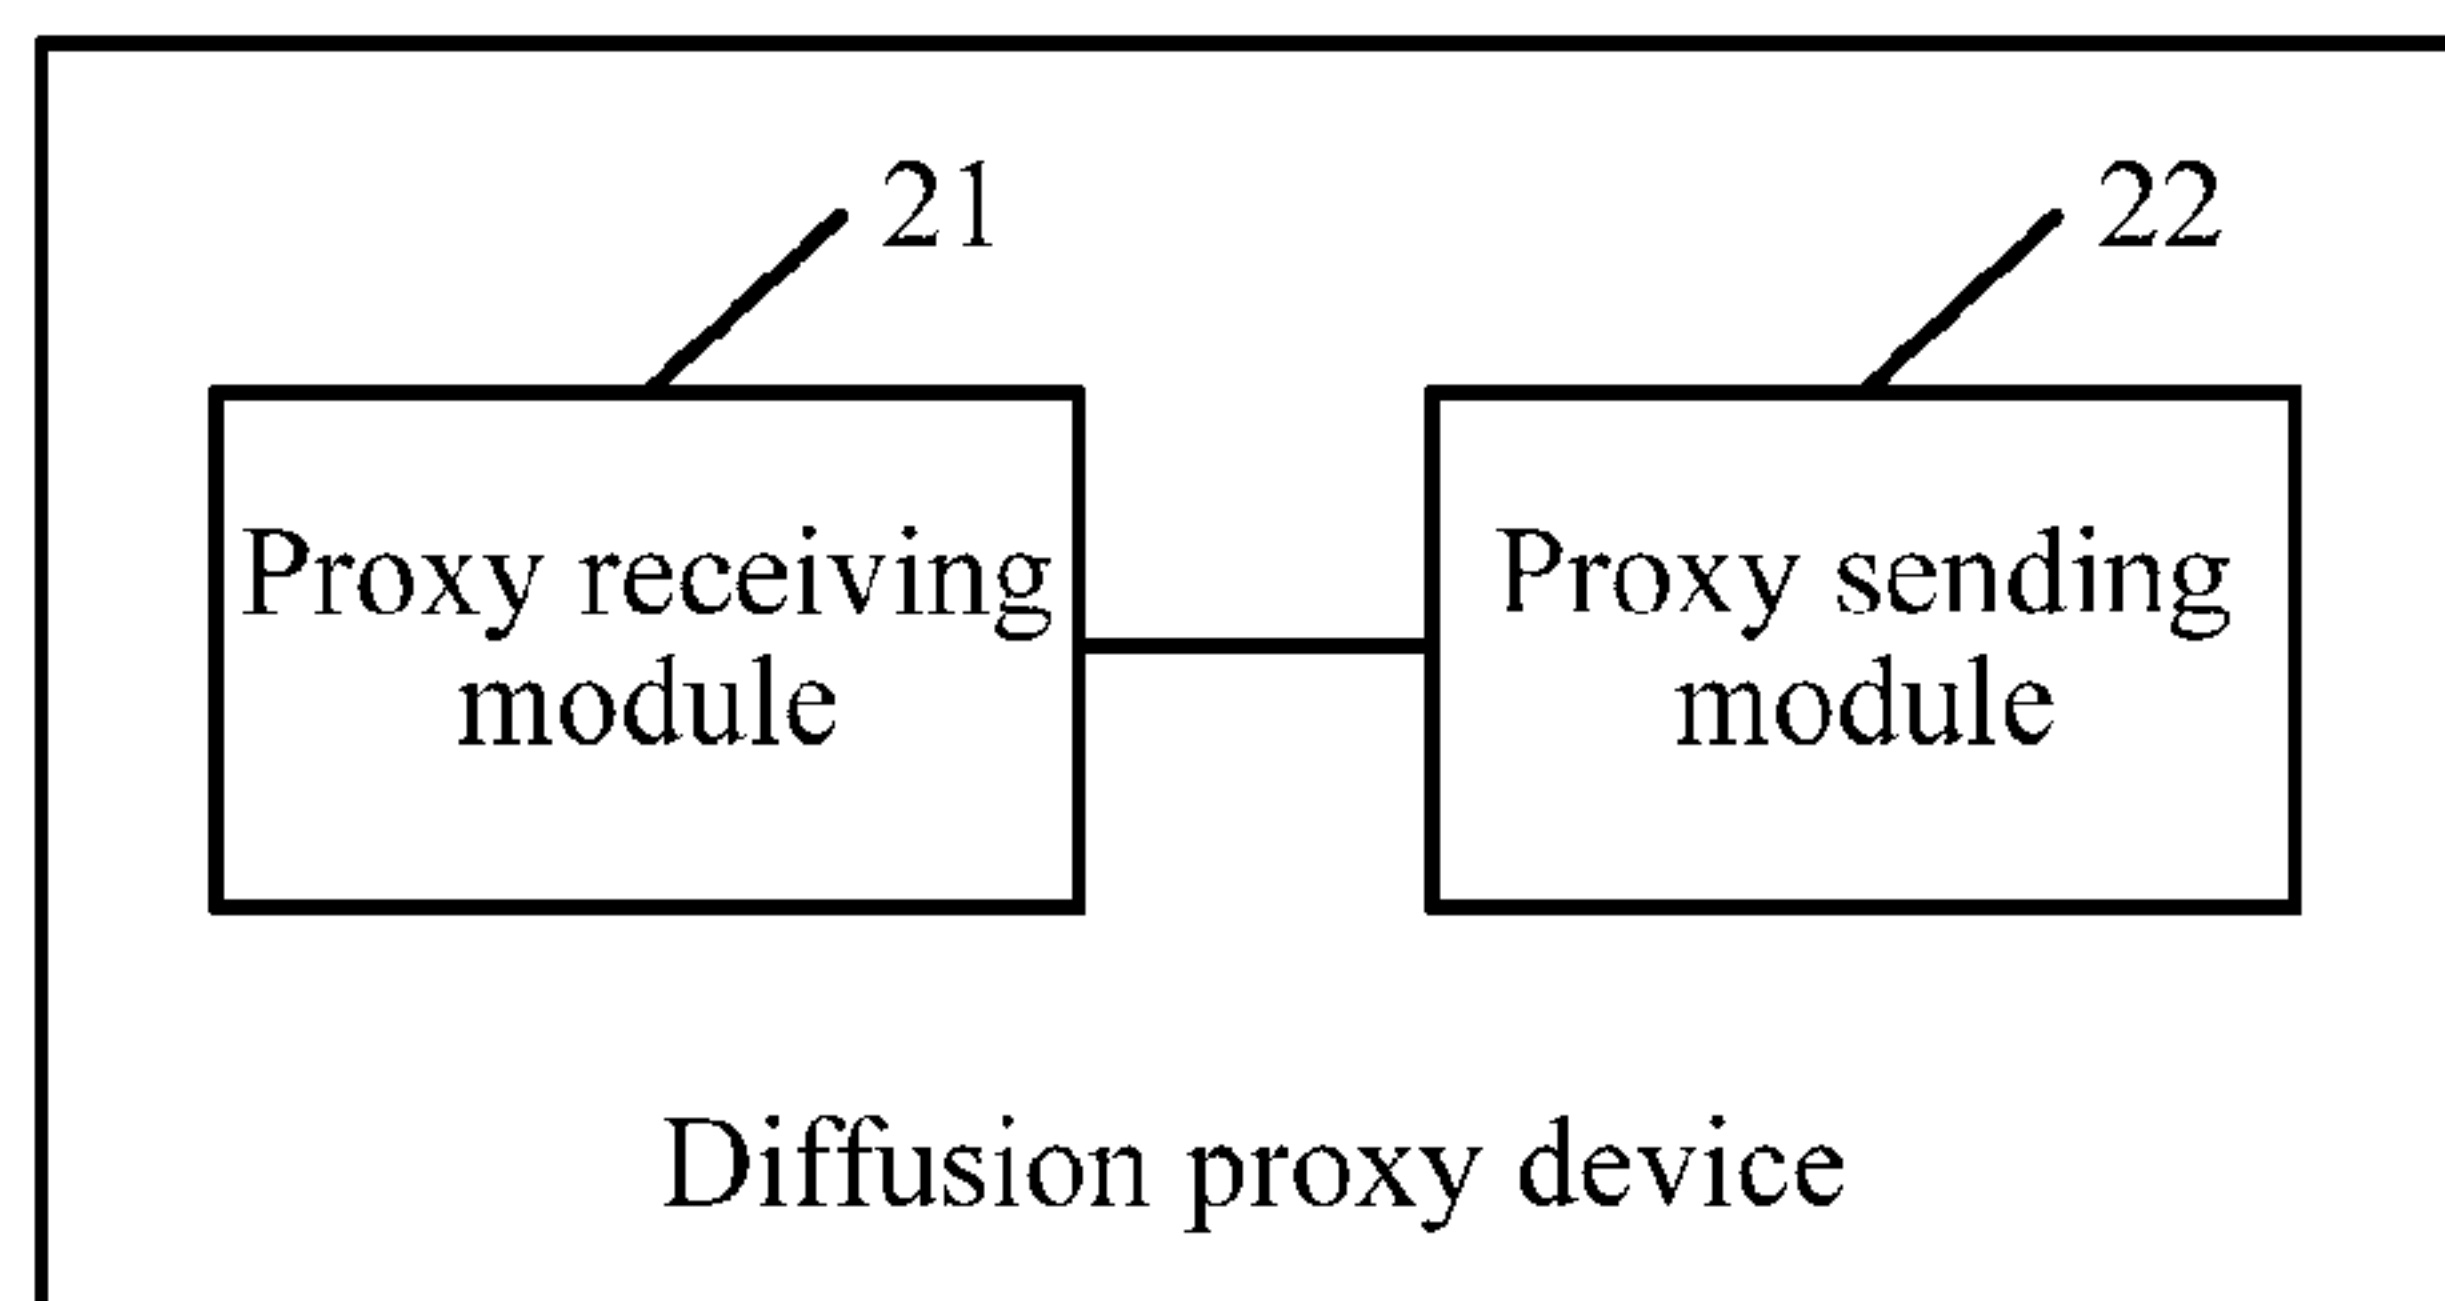 21
22
Proxy receiving
module
Proxy sending
module
Diffusion proxy device